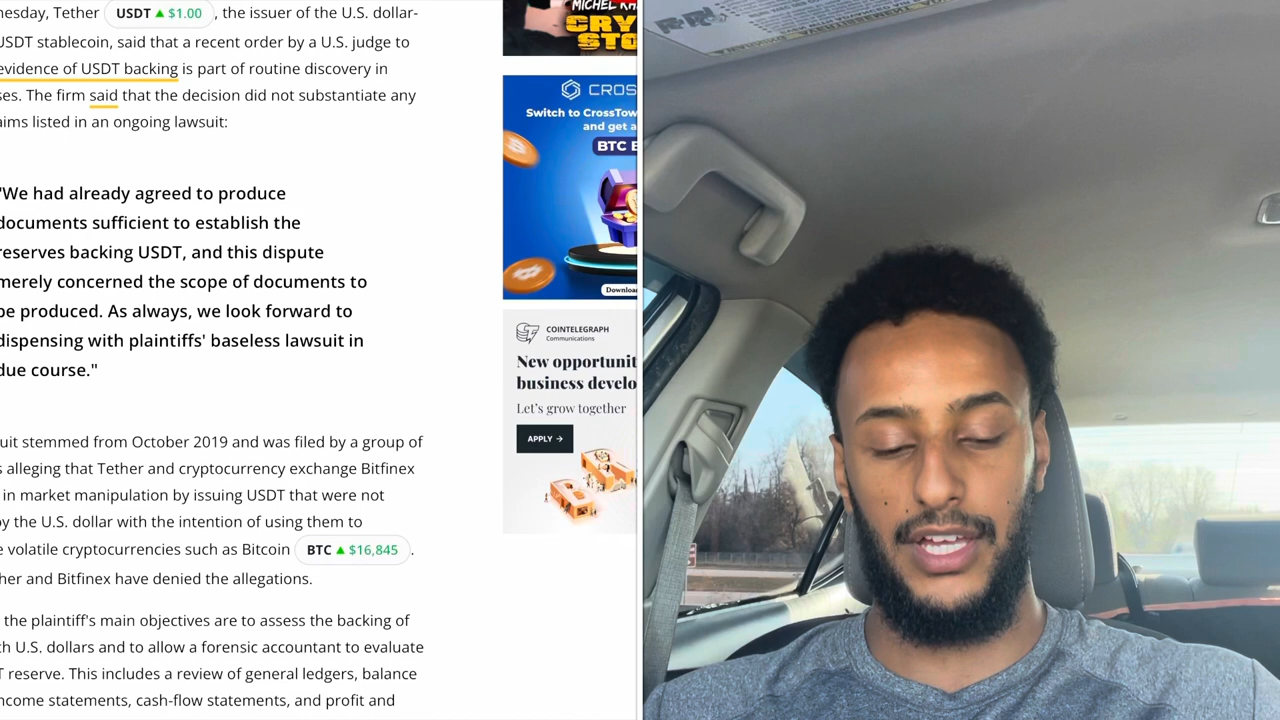 nesday, Tether USDT ▲ $1.00 , the issuer of the U.S. dollar-
USDT stablecoin, said that a recent order by a U.S. judge to
evidence of USDT backing is part of routine discovery in
ses. The firm said that the decision did not substantiate any
aims listed in an ongoing lawsuit:
"We had already agreed to produce
documents sufficient to establish the
reserves backing USDT, and this dispute
merely concerned the scope of documents to
be produced. As always, we look forward to
dispensing with plaintiffs' baseless lawsuit in
due course."
uit stemmed from October 2019 and was filed by a group of
s alleging that Tether and cryptocurrency exchange Bitfinex
in market manipulation by issuing USDT that were not
by the U.S. dollar with the intention of using them to
e volatile cryptocurrencies such as Bitcoin BTC ▲ $16,845 .
her and Bitfinex have denied the allegations.
the plaintiff's main objectives are to assess the backing of
ch U.S. dollars and to allow a forensic accountant to evaluate
T reserve. This includes a review of general ledgers, balance
ncome statements, cash-flow statements, and profit and
MICHEL KHA
CRY
STO
CROS
Switch to CrossTow
and get a
BTC B
Downloa
COINTELEGRAPH
Communications
New opportunit
business develo
Let's grow together
APPLY →